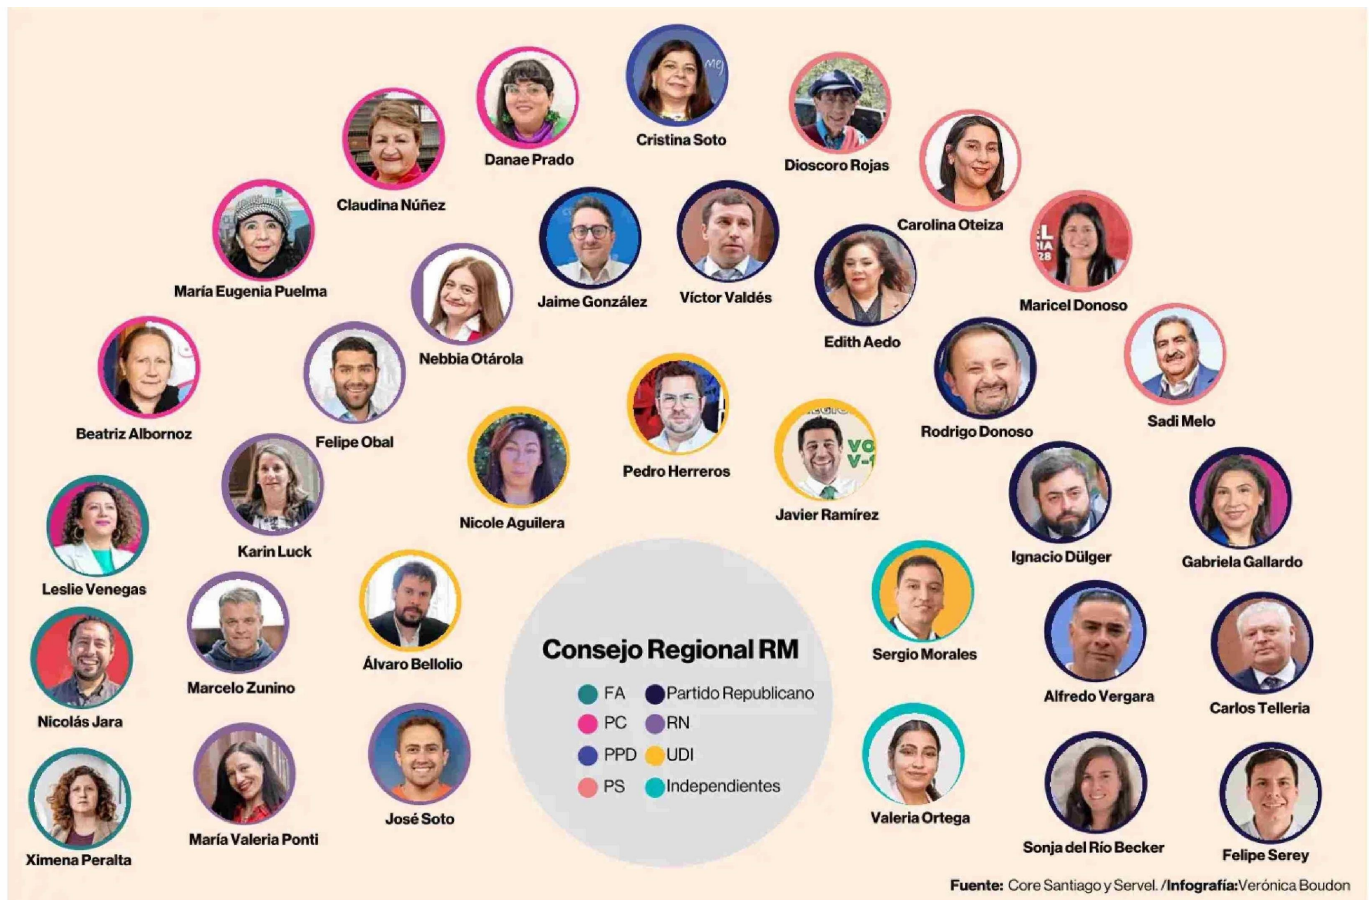 Cristina Soto
Danae Prado
Dioscoro Rojas
Claudina Núñez
Carolina Oteiza
María Eugenia Puelma
Jaime González
Víctor Valdés
Maricel Donoso
Nebbia Otárola
Edith Aedo
Beatriz Albornoz
Felipe Obal
Rodrigo Donoso
Sadi Melo
Pedro Herreros
Nicole Aguilera
Javier Ramírez
Karin Luck
Ignacio Dülger
Gabriela Gallardo
Leslie Venegas
Álvaro Bellolio
Sergio Morales
Marcelo Zunino
Alfredo Vergara
Carlos Telleria
Nicolás Jara
José Soto
Valeria Ortega
María Valeria Ponti
Sonja del Río Becker
Felipe Serey
Ximena Peralta
Consejo Regional RM
FA
Partido Republicano
PC
RN
PPD
UDI
PS
Independientes
Fuente: Core Santiago y Servel. /Infografía:Verónica Boudon